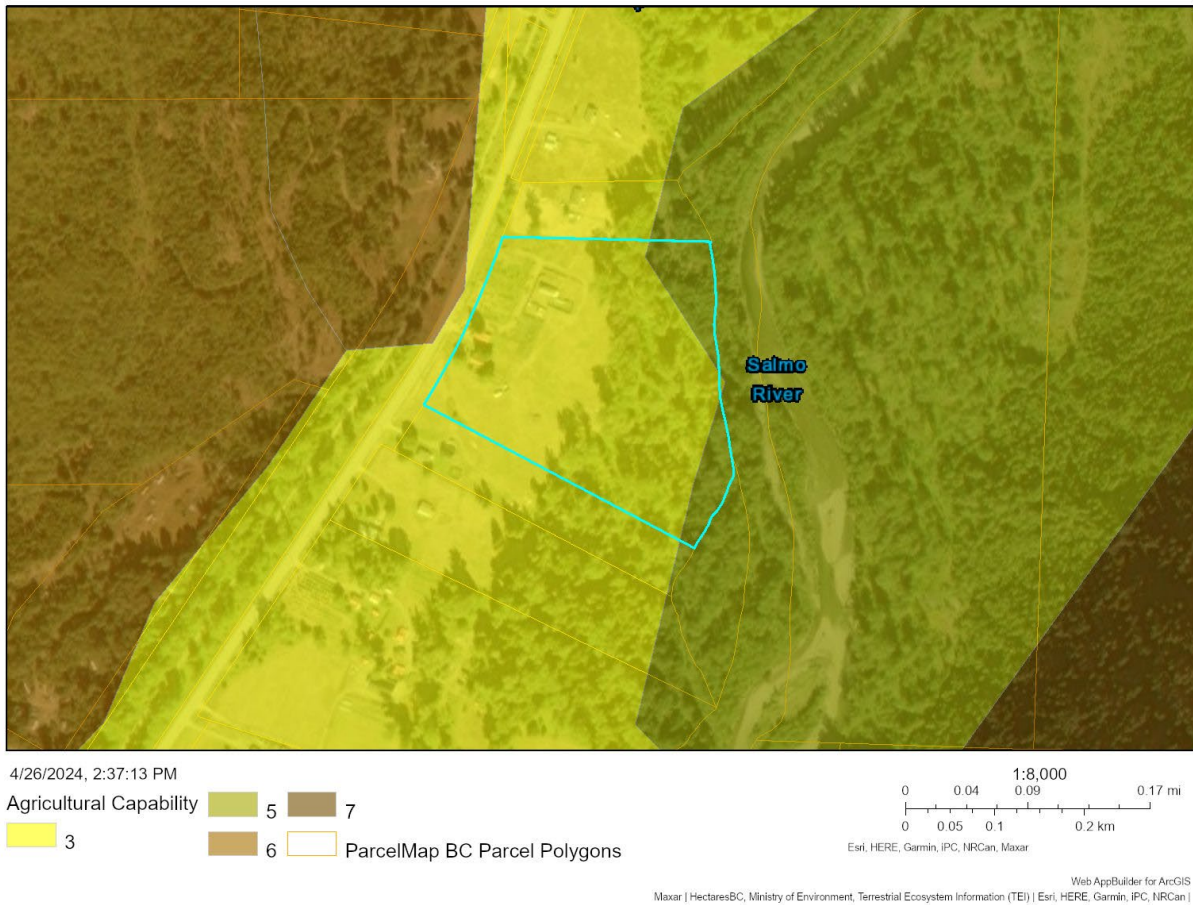 Salmo
River
4/26/2024, 2:37:13 PM
Agricultural Capability
3
5
6
7
ParcelMap BC Parcel Polygons
1:8,000
0 0.04 0.09 0.17 mi
0 0.05 0.1 0.2 km
Esri, HERE, Garmin, iPC, NRCan, Maxar
Web AppBuilder for ArcGIS
Maxar | HectaresBC, Ministry of Environment, Terrestrial Ecosystem Information (TEI) | Esri, HERE, Garmin, iPC, NRCan |